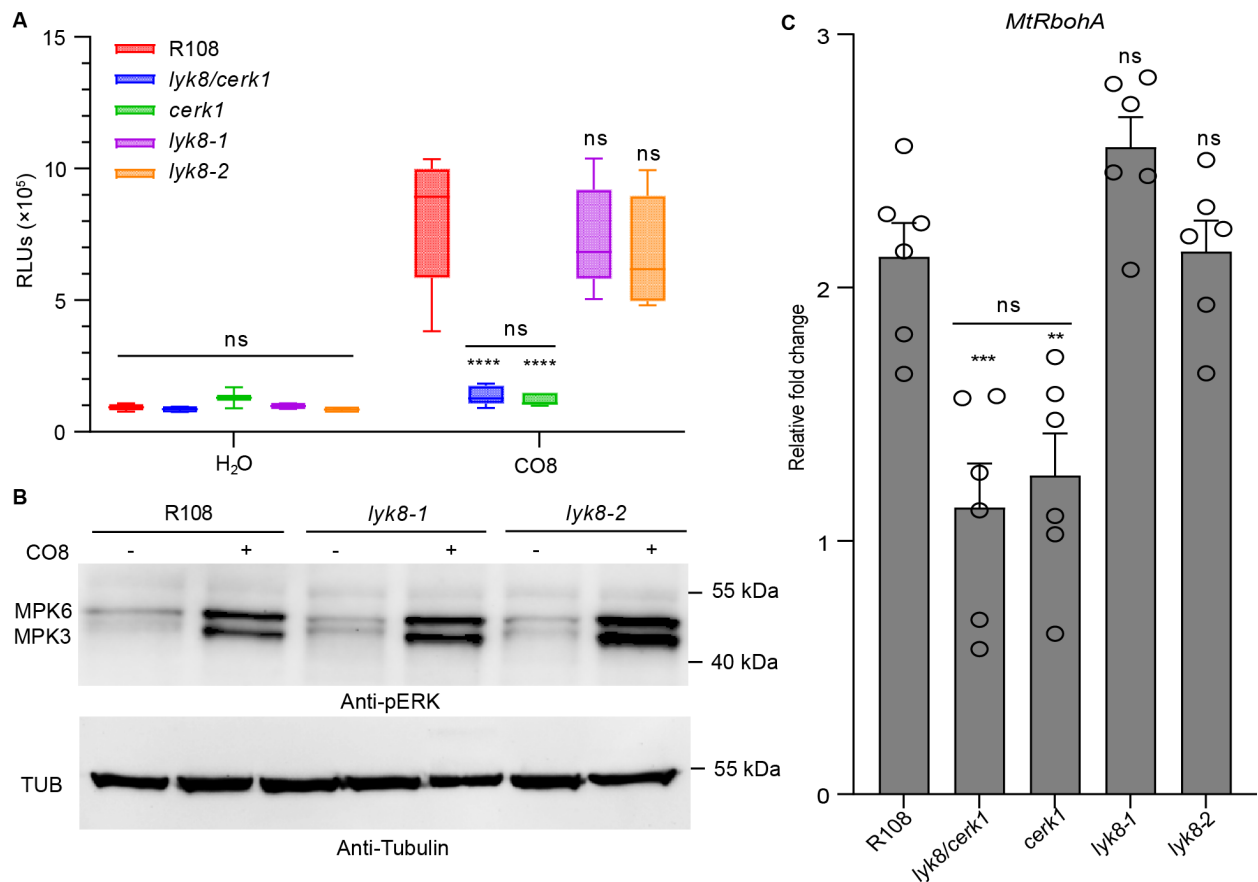 A
15
10
5
0
RLUs (×10⁵)
R108
lyk8/cerk1
cerk1
lyk8-1
lyk8-2
ns
ns
ns
ns
**** ****
H₂O CO8
B
R108 lyk8-1 lyk8-2
CO8 - + - + - +
MPK6
MPK3
55 kDa
40 kDa
Anti-pERK
TUB
55 kDa
Anti-Tubulin
C
MtRbohA
3
2
1
0
Relative fold change
ns
ns
ns
**
***
R108
lyk8/cerk1
cerk1
lyk8-1
lyk8-2